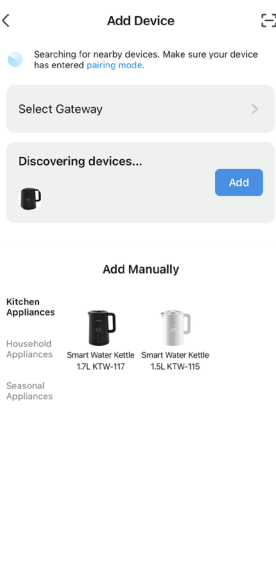 Add Device
Searching for nearby devices. Make sure your device
has entered pairing mode.
Select Gateway
Discovering devices...
Add
Add Manually
Kitchen
Appliances
Household
Appliances
Seasonal
Appliances
Smart Water Kettle
1.7L KTW-117
Smart Water Kettle
1.5L KTW-115